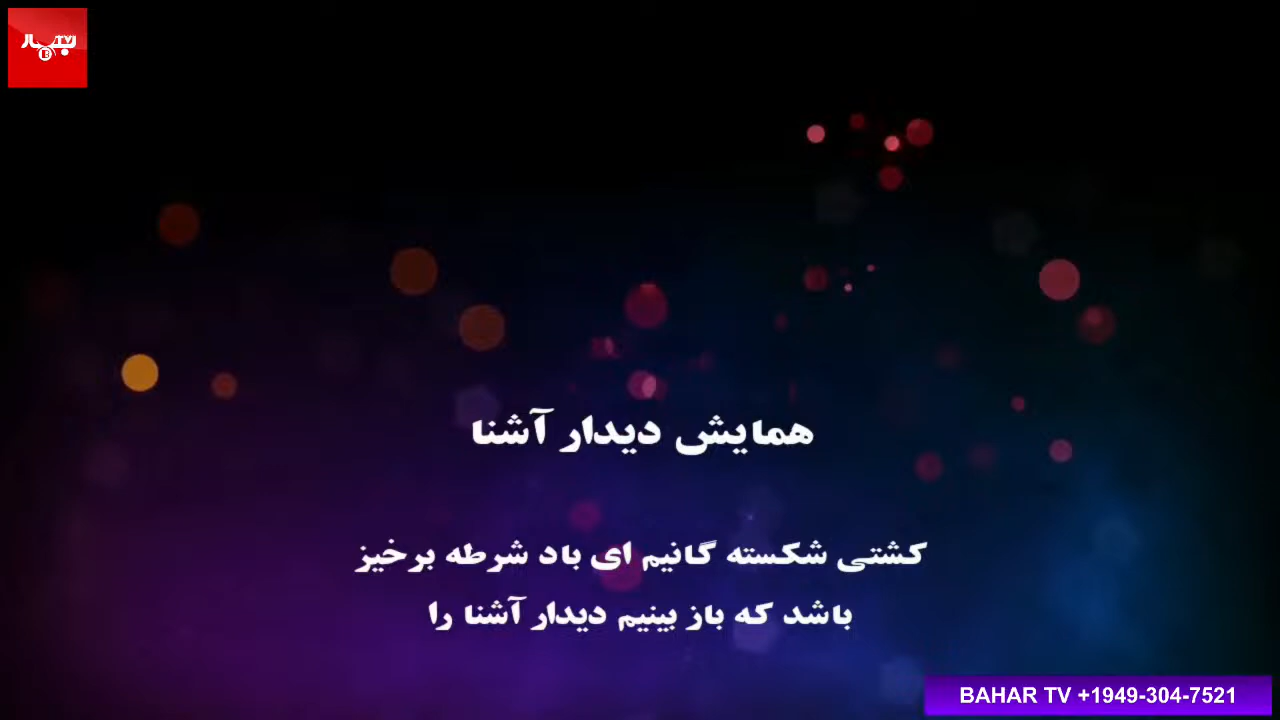 بهار TV
همایش دیدار آشنا
کشتی شکسته گانیم ای باد شرطه برخیز
باشد که باز بینیم دیدار آشنا را
BAHAR TV +1949-304-7521